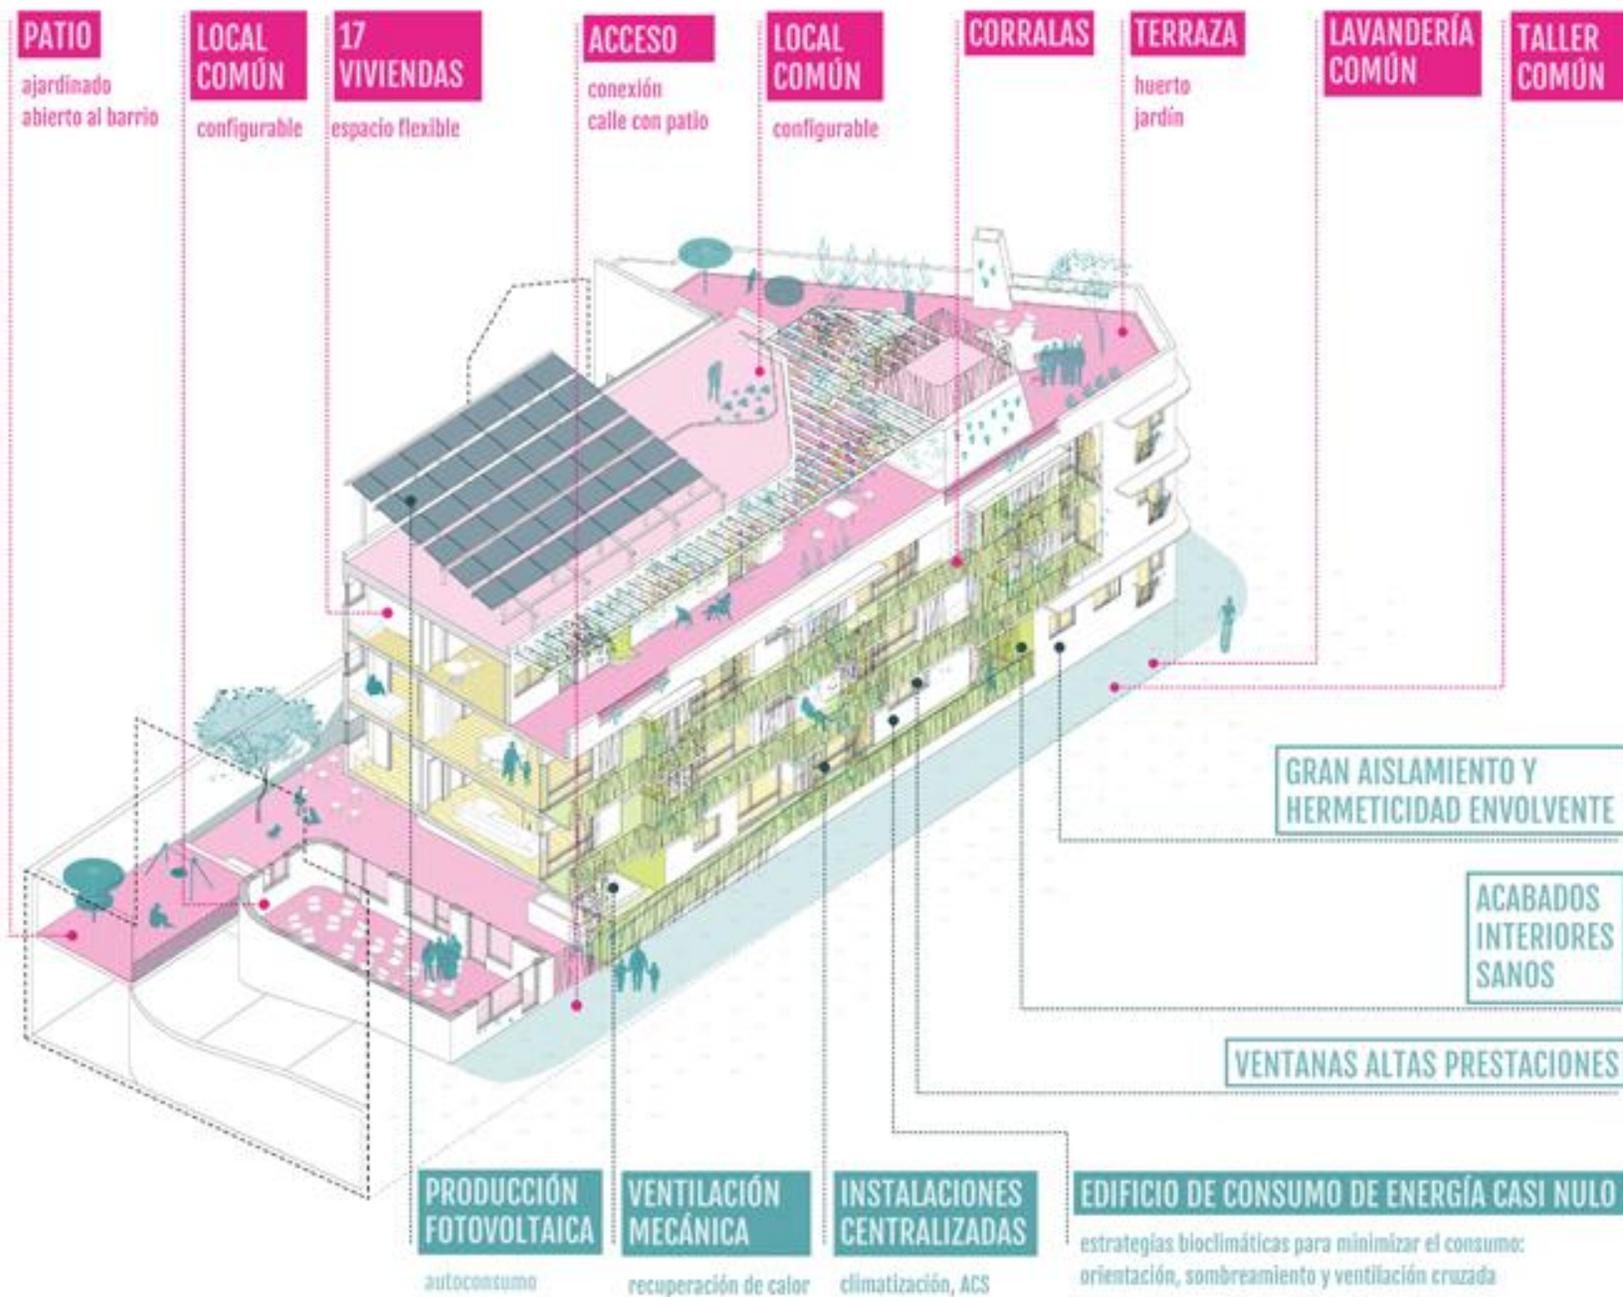 PATIO
ajardinado
abierto al barrio
LOCAL
COMÚN
configurable
17
VIVIENDAS
espacio flexible
ACCESO
conexión
calle con patio
LOCAL
COMÚN
configurable
CORRALAS
TERRAZA
huerto
jardín
LAVANDERÍA
COMÚN
TALLER
COMÚN
GRAN AISLAMIENTO Y
HERMETICIDAD ENVOLVENTE
ACABADOS
INTERIORES
SANOS
VENTANAS ALTAS PRESTACIONES
PRODUCCIÓN
FOTOVOLTAICA
autoconsumo
VENTILACIÓN
MECÁNICA
recuperación de calor
INSTALACIONES
CENTRALIZADAS
climatización, ACS
EDIFICIO DE CONSUMO DE ENERGÍA CASI NULO
estrategias bioclimáticas para minimizar el consumo:
orientación, sombreamiento y ventilación cruzada